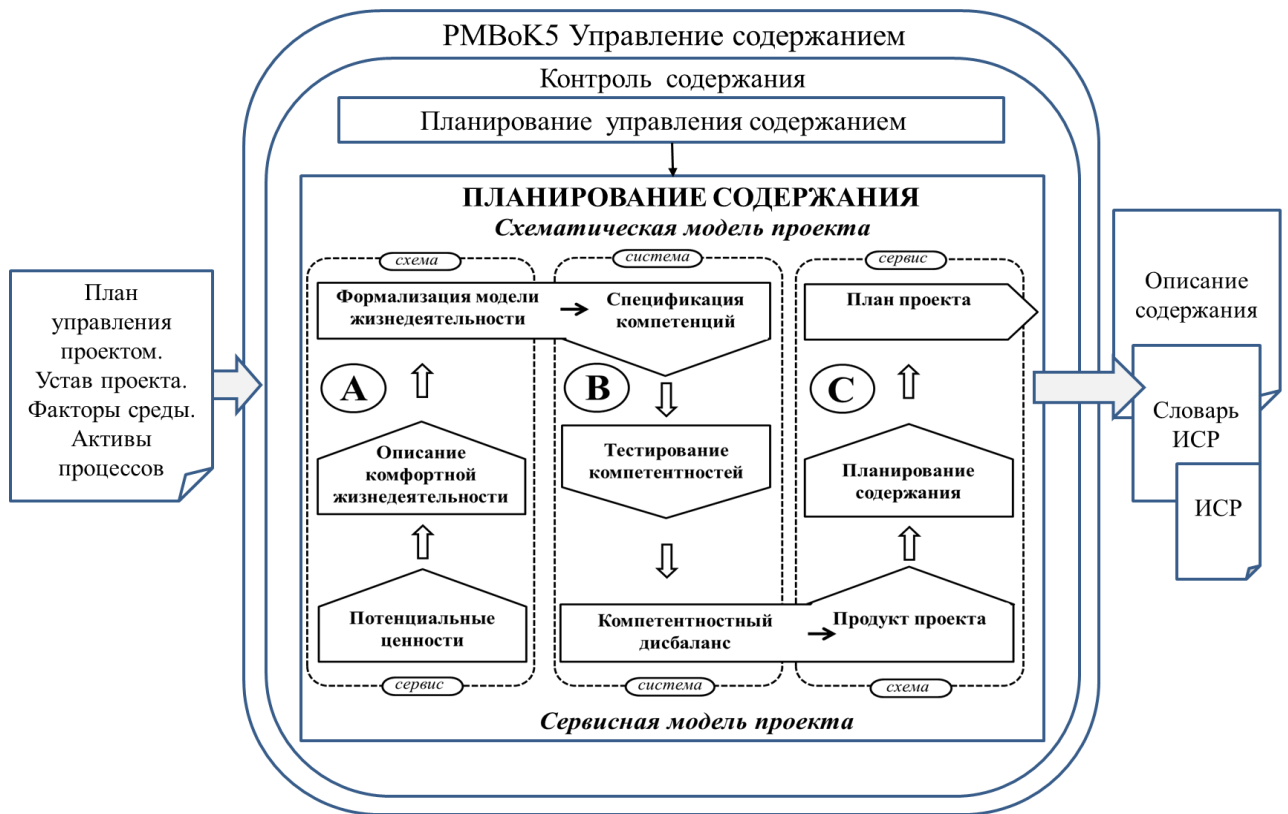 PMBoK5 Управление содержанием
Контроль содержания
Планирование управления содержанием
ПЛАНИРОВАНИЕ СОДЕРЖАНИЯ
Схематическая модель проекта
схема
система
сервис
План
управления
проектом.
Устав проекта.
Факторы среды.
Активы
процессов
Формализация модели
жизнедеятельности
Спецификация
компетенций
План проекта
A
B
C
Описание
комфортной
жизнедеятельности
Тестирование
компетентностей
Планирование
содержания
Потенциальные
ценности
Компетентностный
дисбаланс
Продукт проекта
сервис
система
схема
Сервисная модель проекта
Описание
содержания
Словарь
ИСР
ИСР